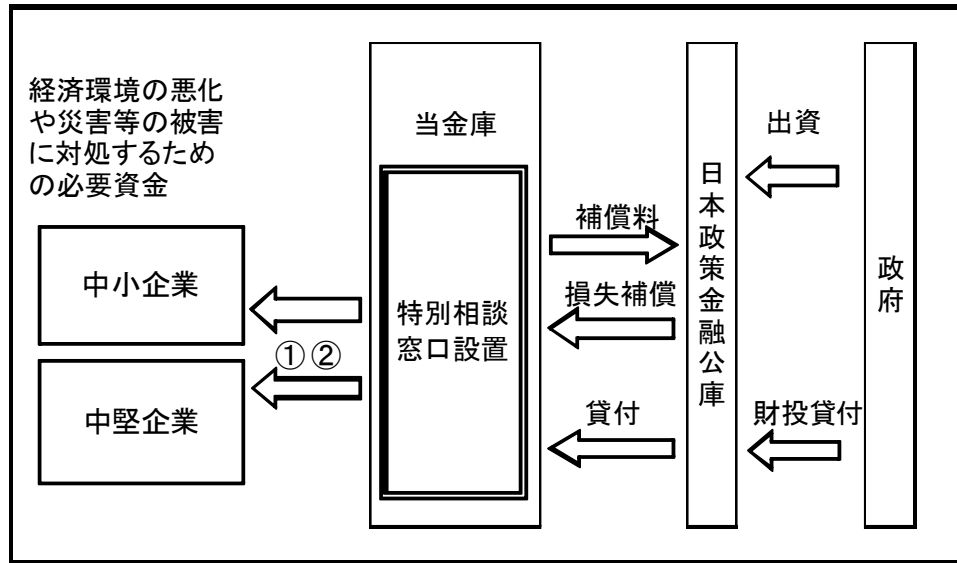 経済環境の悪化
や災害等の被害
に対処するため
の必要資金
中小企業
①②
中堅企業
当金庫
特別相談
窓口設置
補償料
損失補償
貸付
日本政策金融公庫
出資
財投貸付
政府